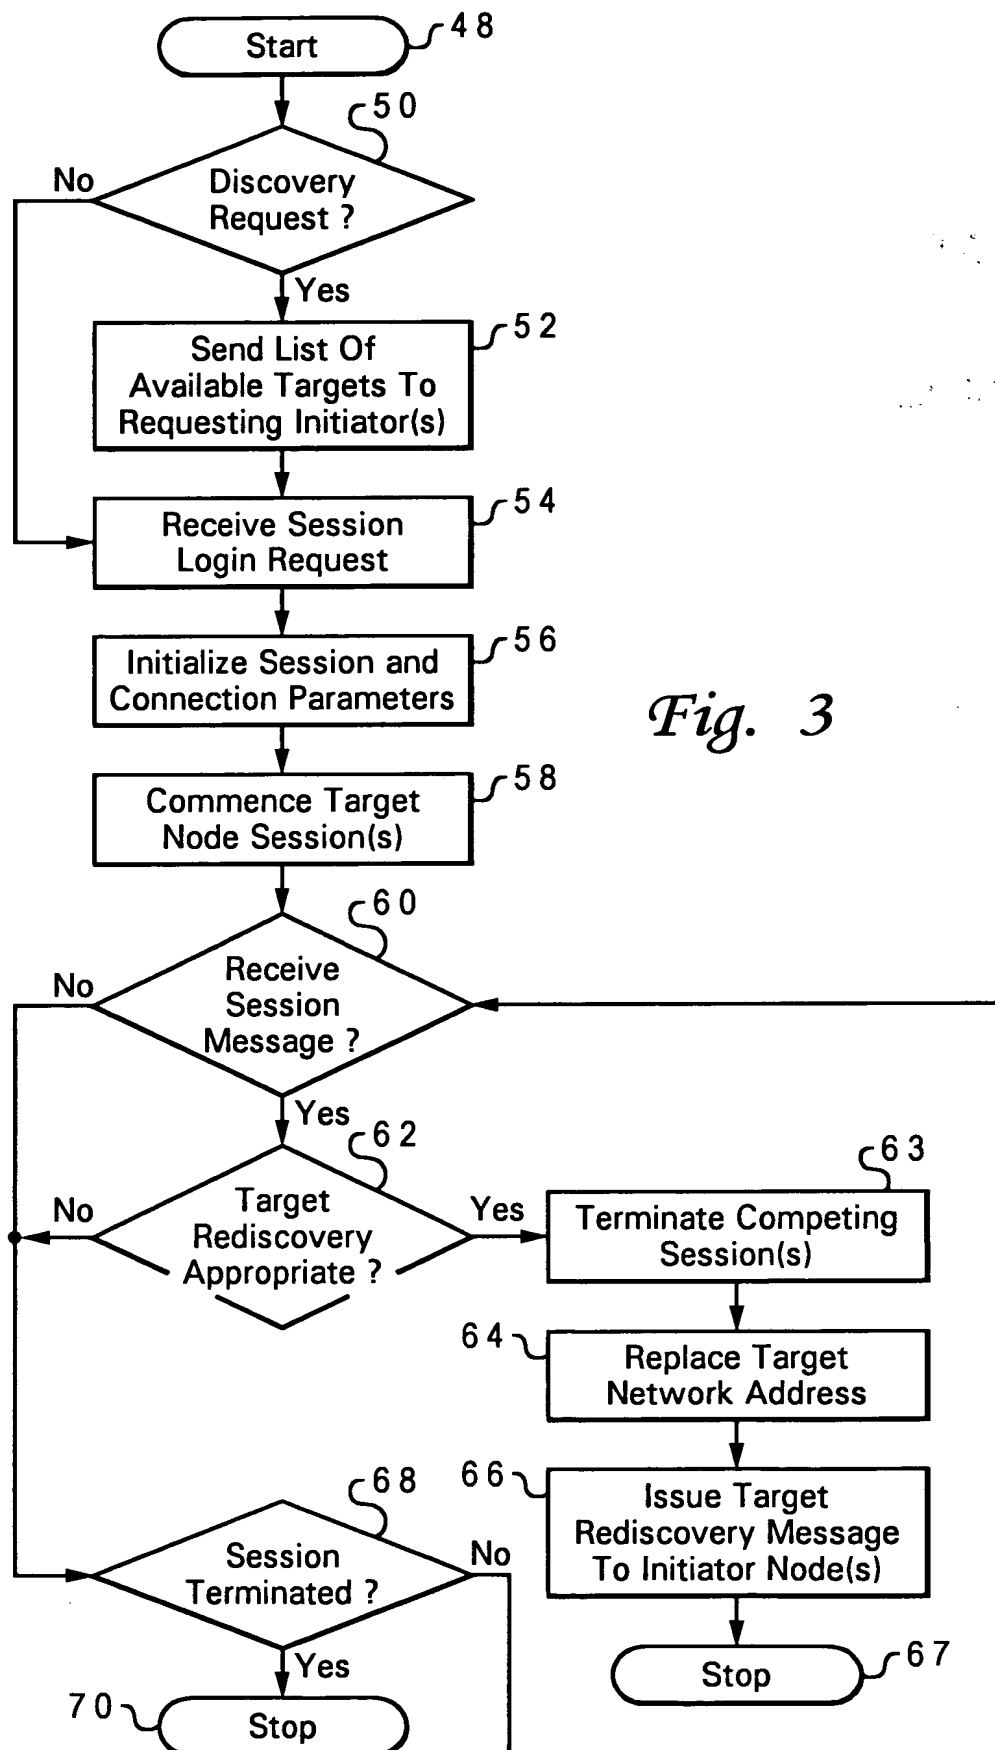 Start
48
50
Discovery
Request ?
No
Yes
52
Send List Of
Available Targets To
Requesting Initiator(s)
54
Receive Session
Login Request
56
Initialize Session and
Connection Parameters
Fig. 3
58
Commence Target
Node Session(s)
60
Receive
Session
Message ?
No
Yes
62
Target
Rediscovery
Appropriate ?
No
Yes
63
Terminate Competing
Session(s)
64
Replace Target
Network Address
66
Issue Target
Rediscovery Message
To Initiator Node(s)
68
Session
Terminated ?
No
Yes
67
Stop
70
Stop